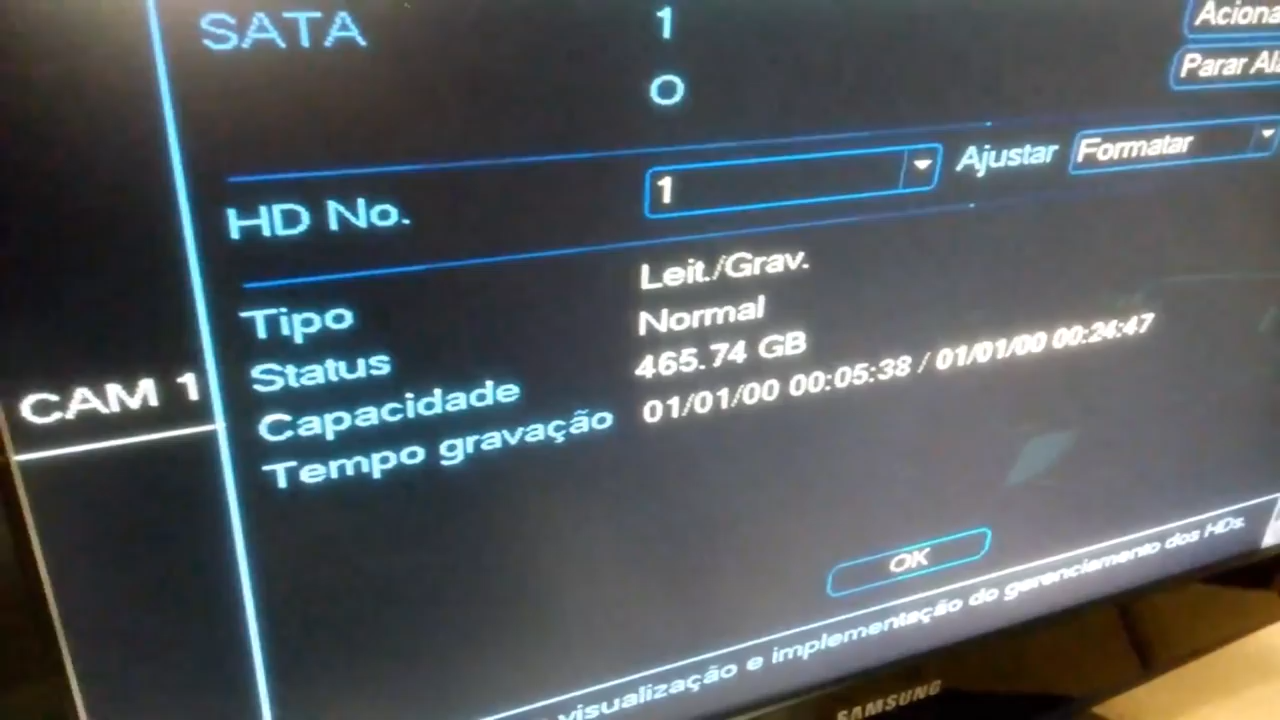 SATA 1
O
Aciona
Parar Ala
HD No. 1 Ajustar Formatar
Tipo Leit./Grav.
Status Normal
Capacidade 465.74 GB
Tempo gravação 01/01/00 00:05:38 / 01/01/00 00:24:47
CAM 1
OK
visualização e implementação do gerenciamento dos HDs.
SAMSUNG